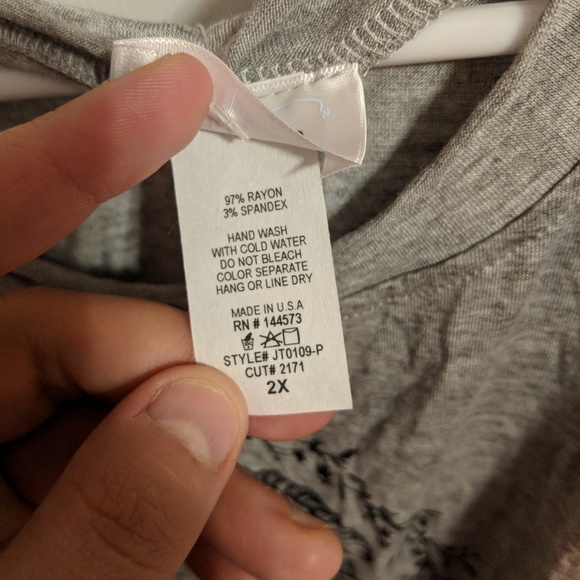 97% RAYON
3% SPANDEX
HAND WASH
WITH COLD WATER
DO NOT BLEACH
COLOR SEPARATE
HANG OR LINE DRY
MADE IN U.S.A
RN # 144573
STYLE# JT0109-P
CUT# 2171
2X